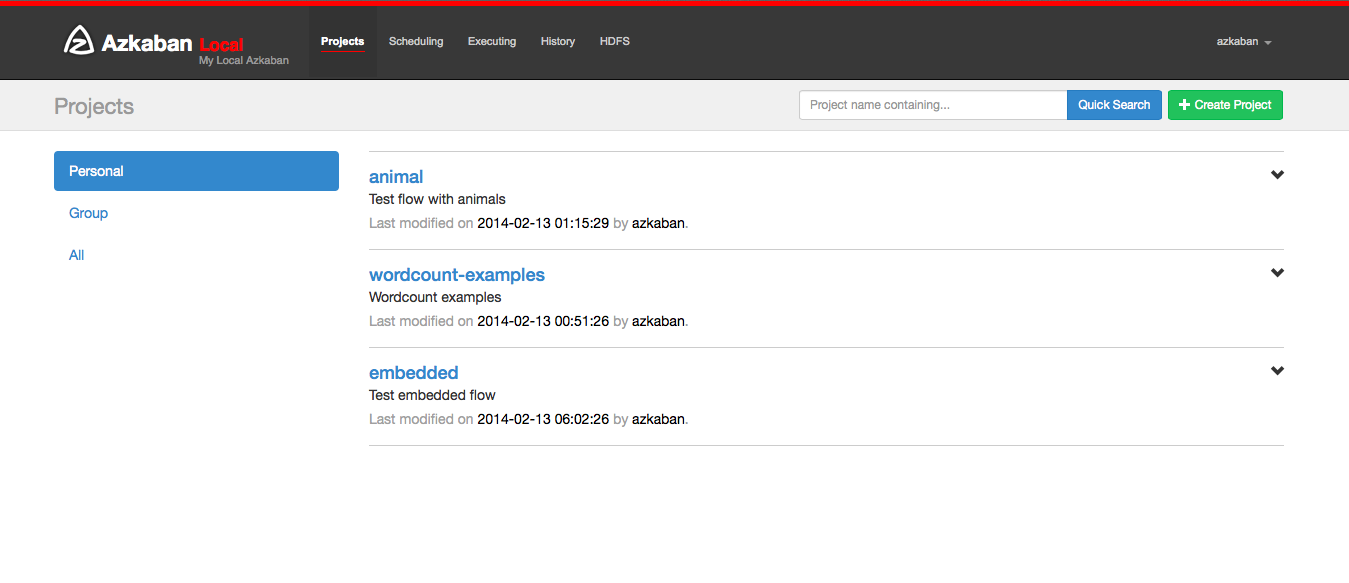 Azkaban Local
My Local Azkaban
Projects Scheduling Executing History HDFS
azkaban
Projects
Project name containing...
Quick Search
Create Project
Personal
Group
All
animal
Test flow with animals
Last modified on 2014-02-13 01:15:29 by azkaban.
wordcount-examples
Wordcount examples
Last modified on 2014-02-13 00:51:26 by azkaban.
embedded
Test embedded flow
Last modified on 2014-02-13 06:02:26 by azkaban.